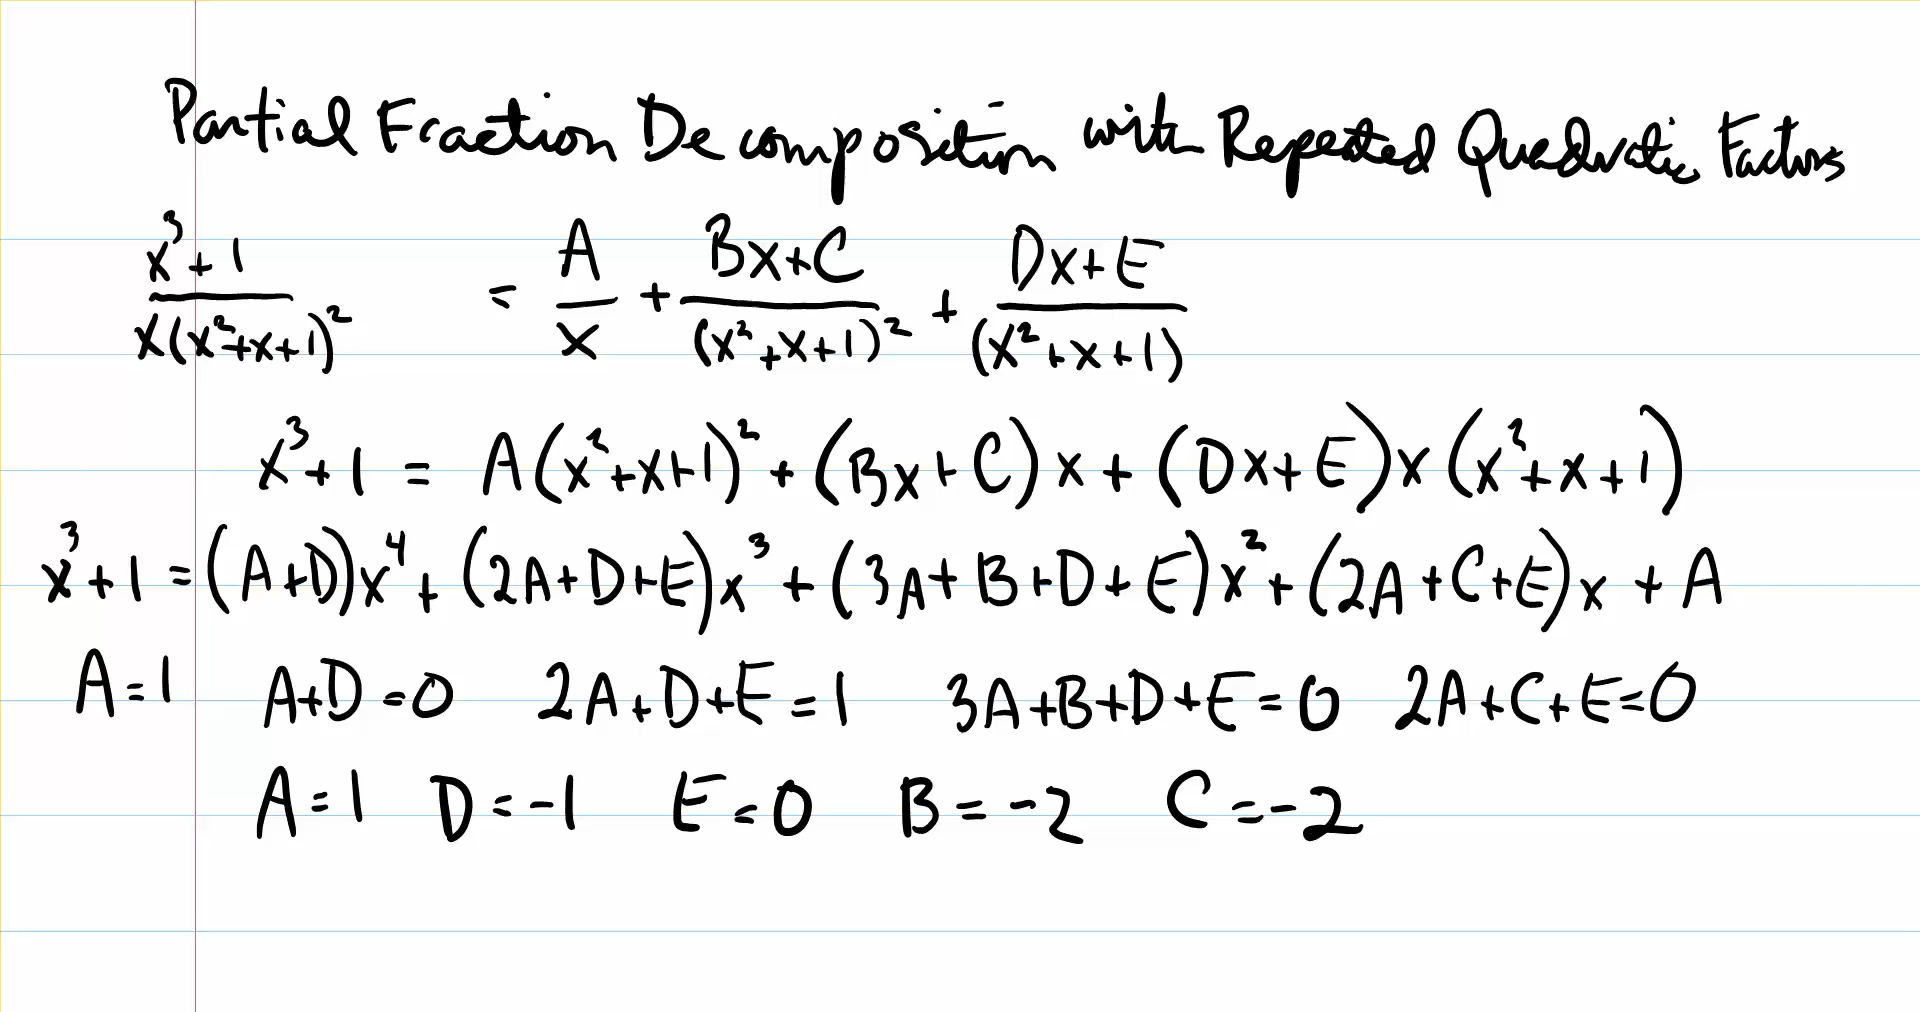 Partial Fraction Decomposition with Repeated Quadratic Factors
(x³+1)/(x(x²+x+1)²) = A/x + (Bx+C)/(x²+x+1)² + (Dx+E)/(x²+x+1)
x³+1 = A(x²+x+1)² + (Bx+C)x + (Dx+E)x(x²+x+1)
x³+1 = (A+D)x⁴ + (2A+D+E)x³ + (3A+B+D+E)x² + (2A+C+E)x + A
A=1 A+D=0 2A+D+E=1 3A+B+D+E=0 2A+C+E=0
A=1 D=-1 E=0 B=-2 C=-2